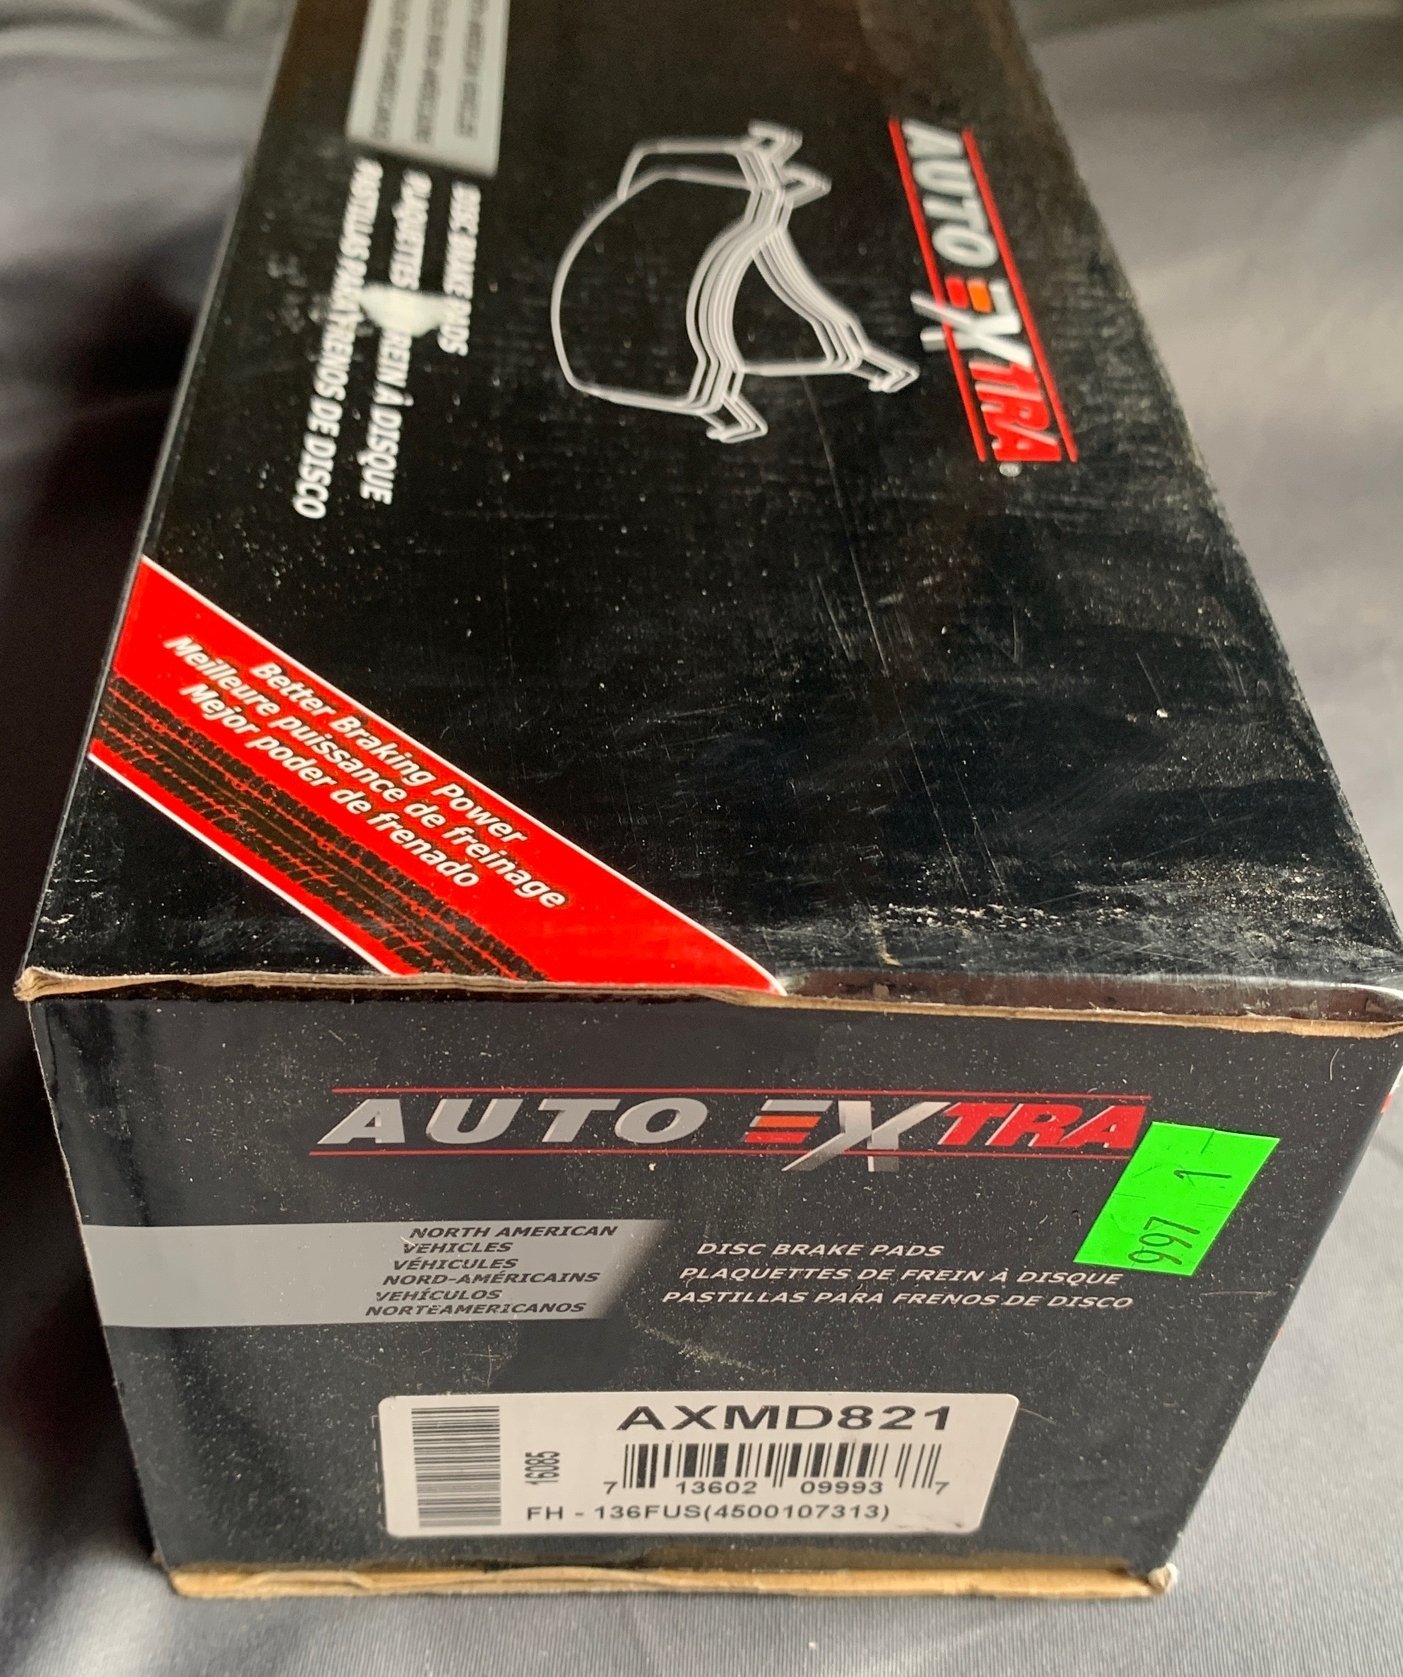 AUTO EXTRA®
DISC BRAKE PADS
PLAQUETTES REIN À DISQUE
PASTILLAS PARA FRENOS DE DISCO
Better Braking Power
Meilleure puissance de freinage
Mejor poder de frenado
AUTO EXTRA
NORTH AMERICAN
VEHICLES
VÉHICULES
NORD-AMÉRICAINS
VEHÍCULOS
NORTEAMERICANOS
DISC BRAKE PADS
PLAQUETTES DE FREIN À DISQUE
PASTILLAS PARA FRENOS DE DISCO
997 1
AXMD821
16085
7 13602 09993 7
FH - 136FUS(4500107313)